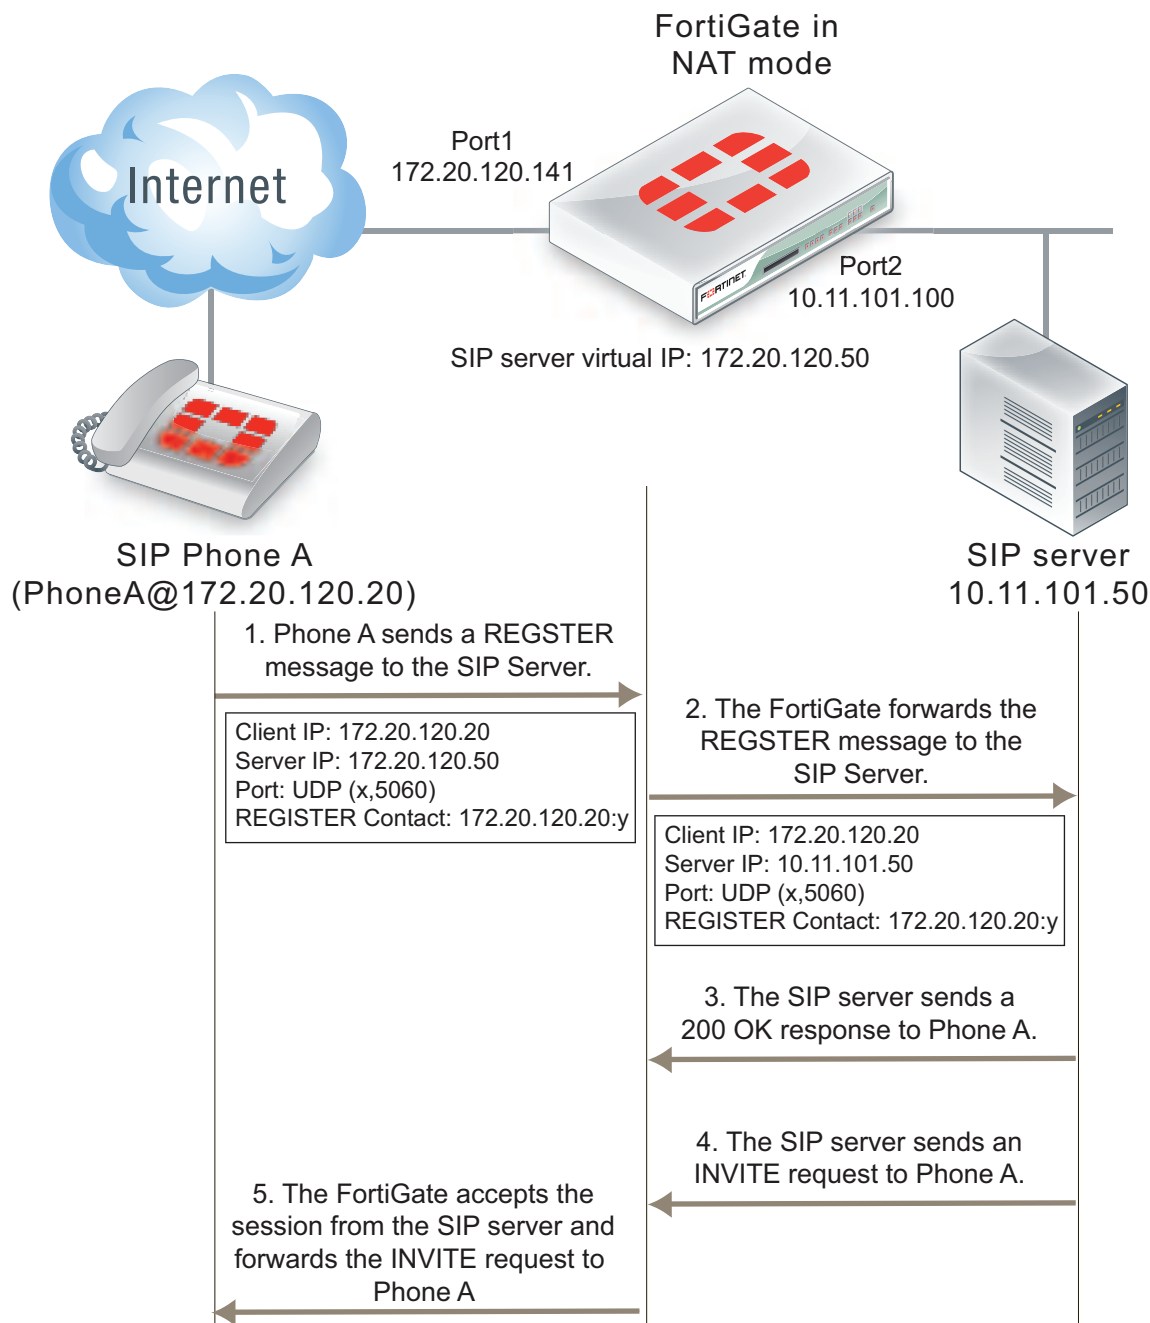 FortiGate in
NAT mode
Port1
172.20.120.141
Internet
FORTINET
Port2
10.11.101.100
SIP server virtual IP: 172.20.120.50
SIP Phone A
(PhoneA@172.20.120.20)
SIP server
10.11.101.50
1. Phone A sends a REGSTER
message to the SIP Server.
Client IP: 172.20.120.20
Server IP: 172.20.120.50
Port: UDP (x,5060)
REGISTER Contact: 172.20.120.20:y
2. The FortiGate forwards the
REGSTER message to the
SIP Server.
Client IP: 172.20.120.20
Server IP: 10.11.101.50
Port: UDP (x,5060)
REGISTER Contact: 172.20.120.20:y
3. The SIP server sends a
200 OK response to Phone A.
4. The SIP server sends an
INVITE request to Phone A.
5. The FortiGate accepts the
session from the SIP server and
forwards the INVITE request to
Phone A